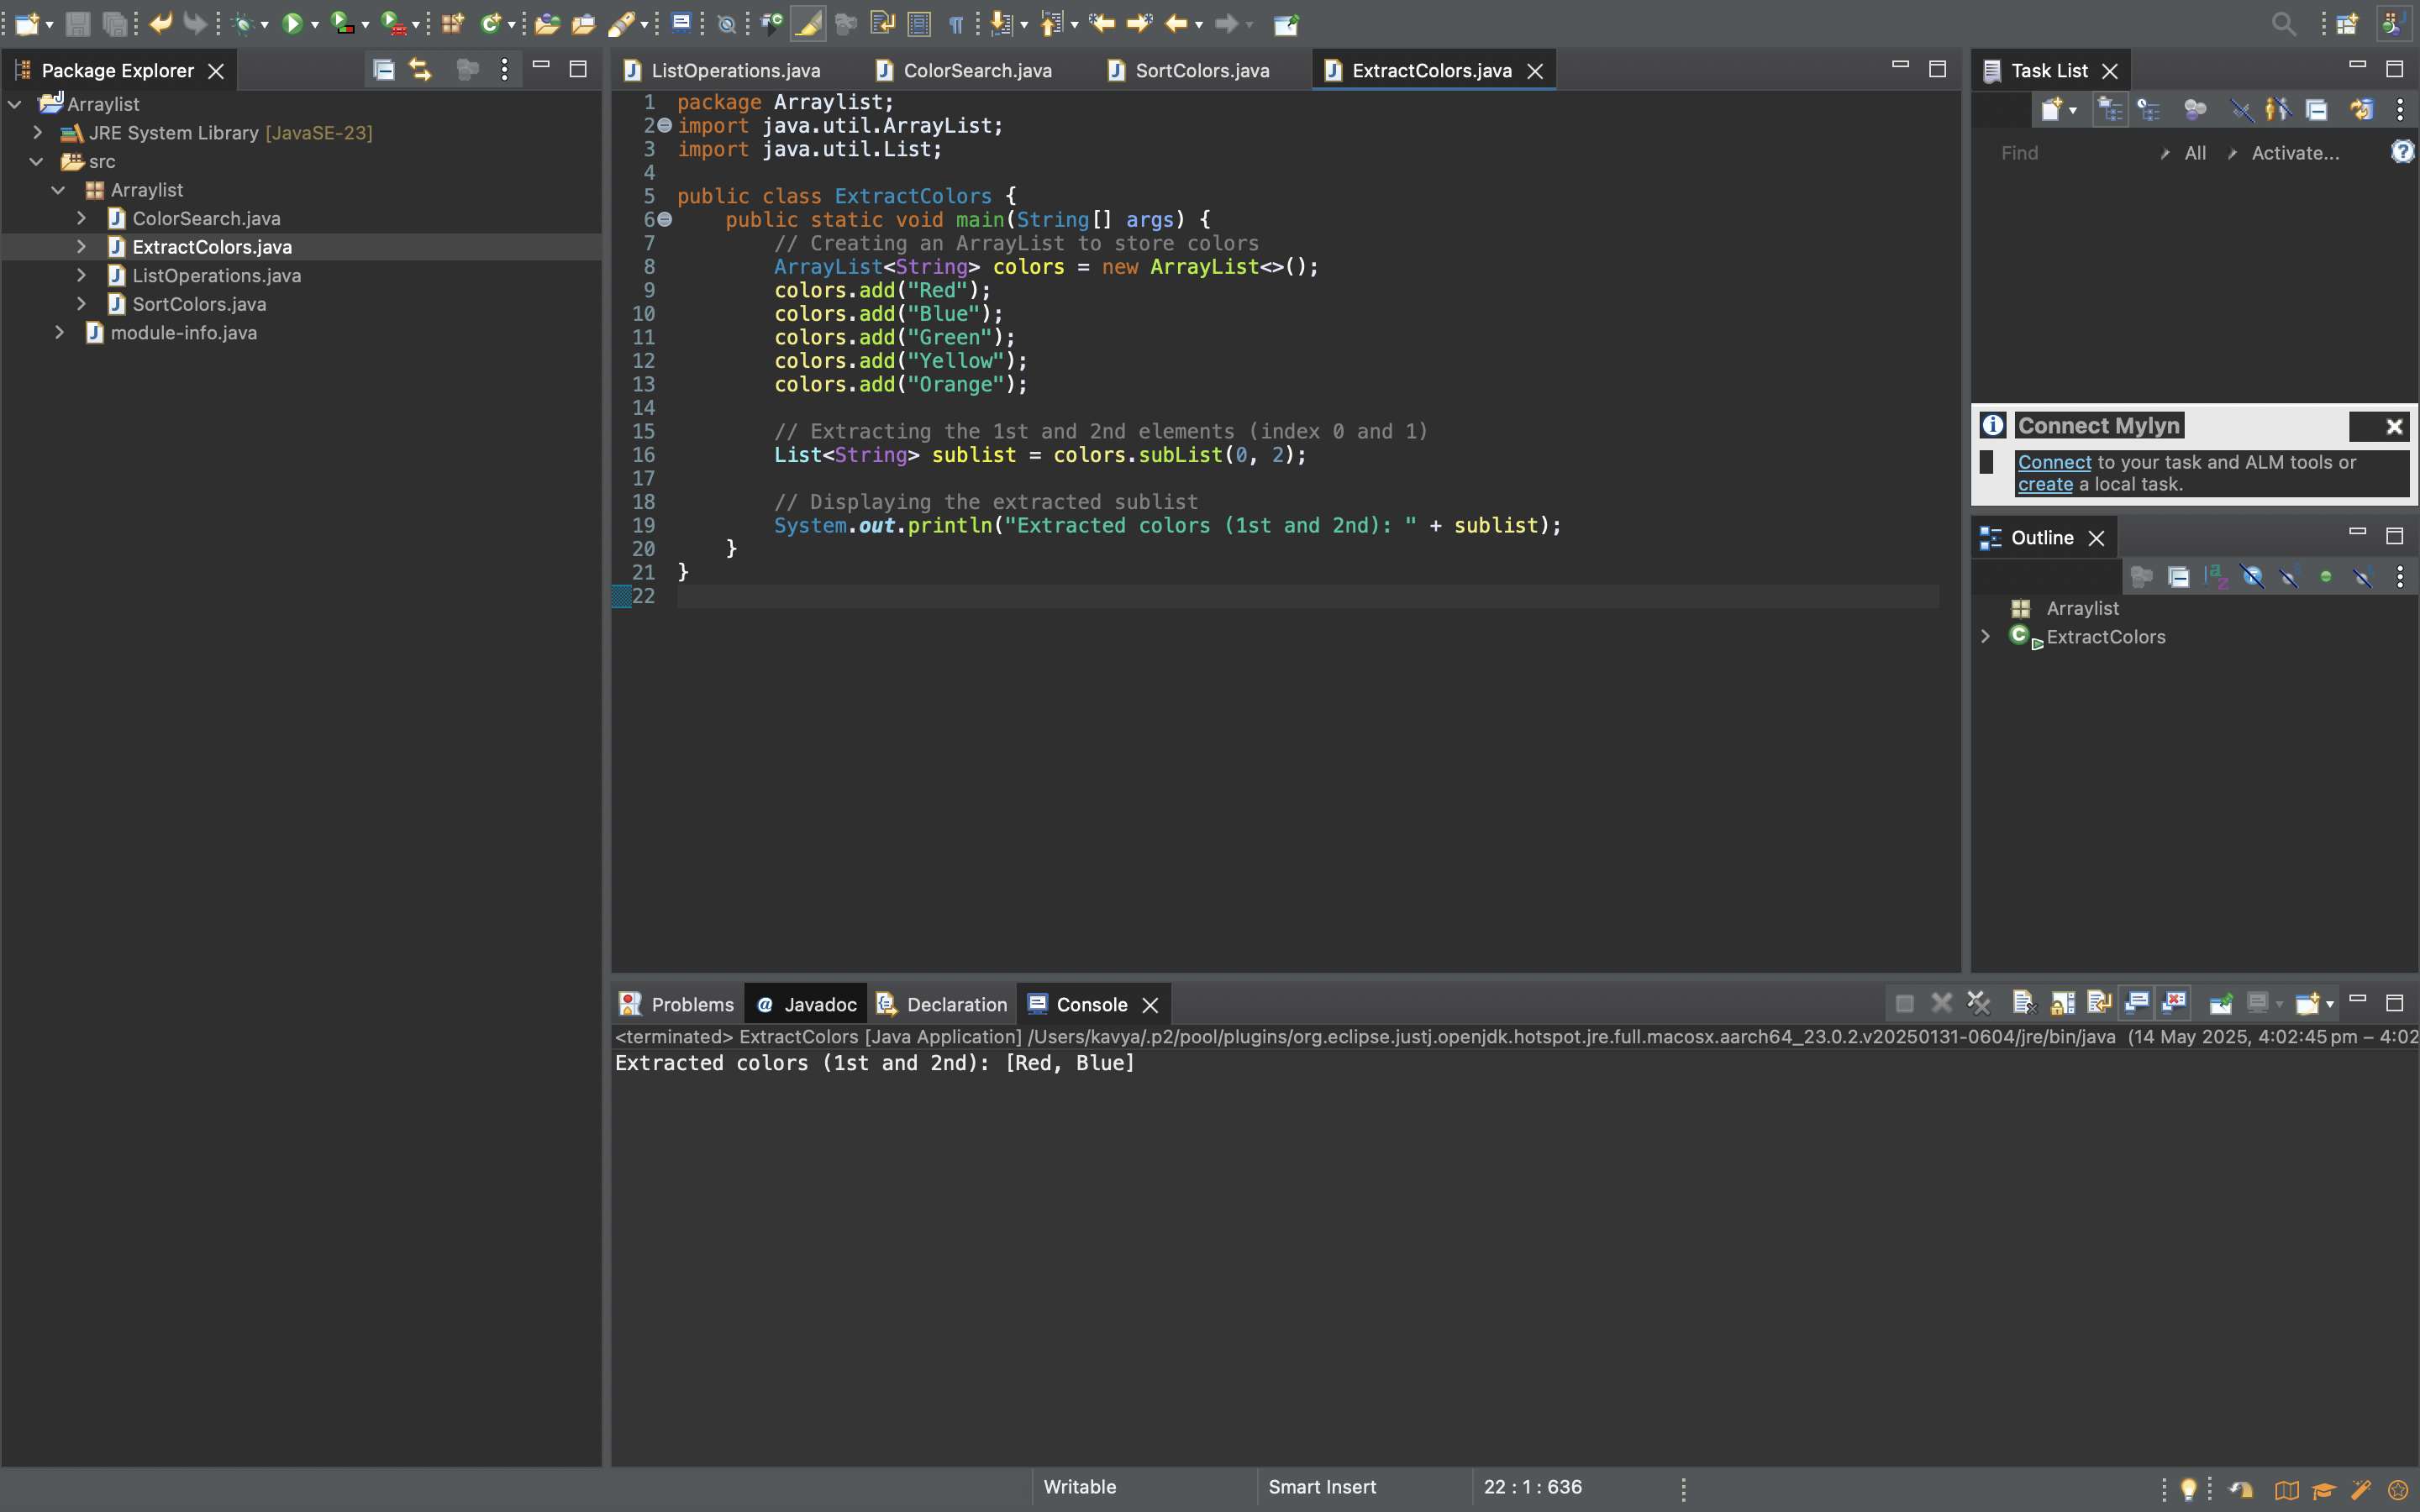 Package Explorer
Arraylist
JRE System Library [JavaSE-23]
src
Arraylist
ColorSearch.java
ExtractColors.java
ListOperations.java
SortColors.java
module-info.java
ListOperations.java
ColorSearch.java
SortColors.java
ExtractColors.java
1 package Arraylist;
2 import java.util.ArrayList;
3 import java.util.List;
4
5 public class ExtractColors {
6     public static void main(String[] args) {
7         // Creating an ArrayList to store colors
8         ArrayList<String> colors = new ArrayList<>();
9         colors.add("Red");
10         colors.add("Blue");
11         colors.add("Green");
12         colors.add("Yellow");
13         colors.add("Orange");
14
15         // Extracting the 1st and 2nd elements (index 0 and 1)
16         List<String> sublist = colors.subList(0, 2);
17
18         // Displaying the extracted sublist
19         System.out.println("Extracted colors (1st and 2nd): " + sublist);
20     }
21 }
22
Task List
Find
All
Activate...
Connect Mylyn
Connect to your task and ALM tools or
create a local task.
Outline
Arraylist
ExtractColors
Problems
@ Javadoc
Declaration
Console
<terminated> ExtractColors [Java Application] /Users/kavya/.p2/pool/plugins/org.eclipse.justj.openjdk.hotspot.jre.full.macosx.aarch64_23.0.2.v20250131-0604/jre/bin/java (14 May 2025, 4:02:45 pm – 4:02
Extracted colors (1st and 2nd): [Red, Blue]
Writable
Smart Insert
22 : 1 : 636